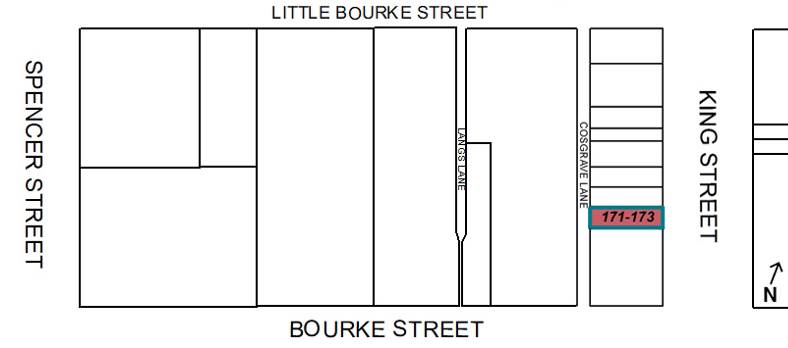 LITTLE BOURKE STREET
SPENCER STREET
LANGS LANE
COSGRAVE LANE
KING STREET
171-173
N
BOURKE STREET